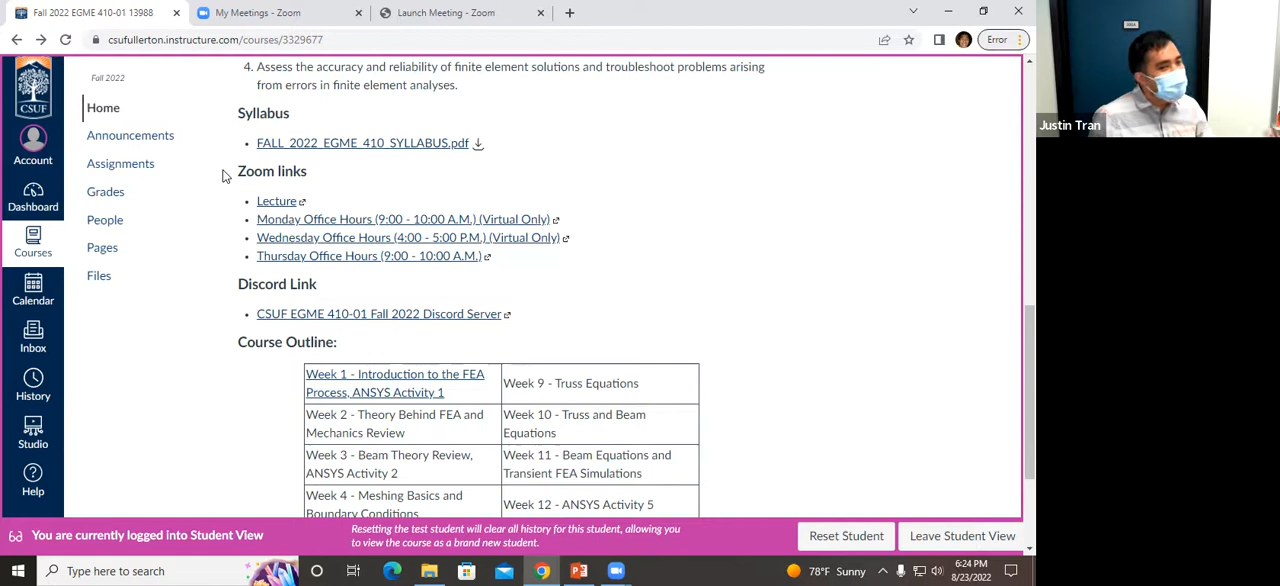 Fall 2022 EGME 410-01 13988
My Meetings - Zoom
Launch Meeting - Zoom
csufullerton.instructure.com/courses/3329677
Error
CSUF
Account
Dashboard
Courses
Calendar
Inbox
History
Studio
Help
Fall 2022
Home
Announcements
Assignments
Grades
People
Pages
Files
4. Assess the accuracy and reliability of finite element solutions and troubleshoot problems arising
from errors in finite element analyses.
Syllabus
FALL_2022_EGME_410_SYLLABUS.pdf
Zoom links
Lecture
Monday Office Hours (9:00 - 10:00 A.M.) (Virtual Only)
Wednesday Office Hours (4:00 - 5:00 P.M.) (Virtual Only)
Thursday Office Hours (9:00 - 10:00 A.M.)
Discord Link
CSUF EGME 410-01 Fall 2022 Discord Server
Course Outline:
Week 1 - Introduction to the FEA
Process, ANSYS Activity 1
Week 9 - Truss Equations
Week 2 - Theory Behind FEA and
Mechanics Review
Week 10 - Truss and Beam
Equations
Week 3 - Beam Theory Review,
ANSYS Activity 2
Week 11 - Beam Equations and
Transient FEA Simulations
Week 4 - Meshing Basics and
Boundary Conditions
Week 12 - ANSYS Activity 5
You are currently logged into Student View
Resetting the test student will clear all history for this student, allowing you
to view the course as a brand new student.
Reset Student
Leave Student View
Type here to search
78°F Sunny
6:24 PM
8/23/2022
Justin Tran